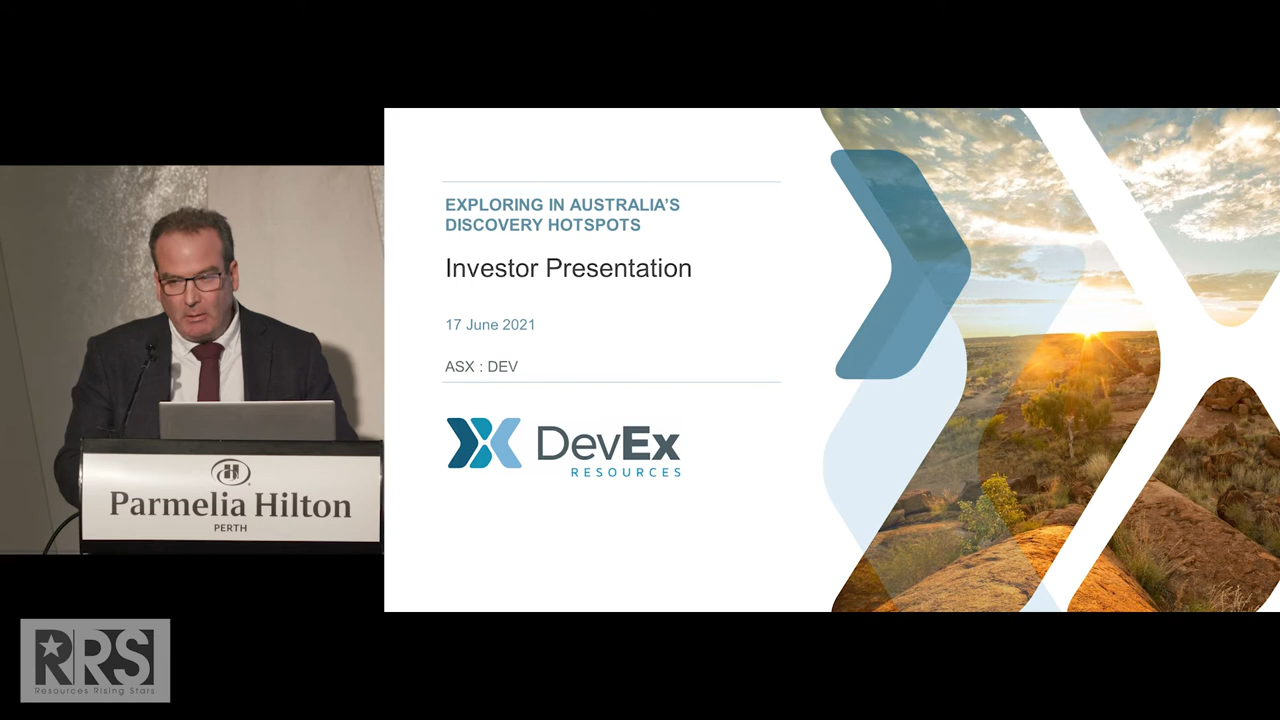 EXPLORING IN AUSTRALIA'S
DISCOVERY HOTSPOTS
Investor Presentation
17 June 2021
ASX : DEV
DevEx
RESOURCES
H
Parmelia Hilton
PERTH
RRS
Resources Rising Stars